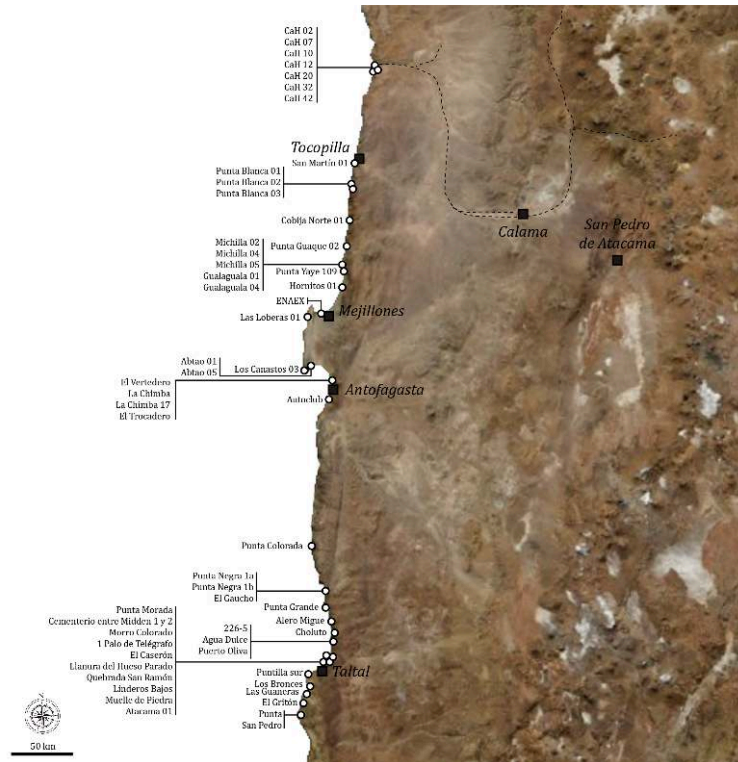 CaH 02
CaH 07
CaH 10
CaH 12
CaH 20
CaH 32
CaH 42
Tocopilla
San Martín 01
Punta Blanca 01
Punta Blanca 02
Punta Blanca 03
Cobija Norte 01
Calama
San Pedro
de Atacama
Michilla 02
Michilla 04
Michilla 05
Gualaguala 01
Gualaguala 04
Punta Guaque 02
Punta Yaye 109
Hornitos 01
ENAEX
Las Loberas 01
Mejillones
Abtao 01
Abtao 05
Los Canastos 03
El Vertedero
La Chimba
La Chimba 17
El Trocadero
Antofagasta
Autoclub
Punta Colorada
Punta Negra 1a
Punta Negra 1b
El Gaucho
Punta Grande
Alero Migue
Choluto
226-5
Agua Dulce
Puerto Oliva
Punta Morada
Cementerio entre Midden 1 y 2
Morro Colorado
1 Palo de Telégrafo
El Caserón
Llanura del Hueso Parado
Quebrada San Ramón
Linderos Bajos
Muelle de Piedra
Atacama 01
Taltal
Puntilla sur
Los Bronces
Las Guaneras
El Gritón
Punta
San Pedro
50 km